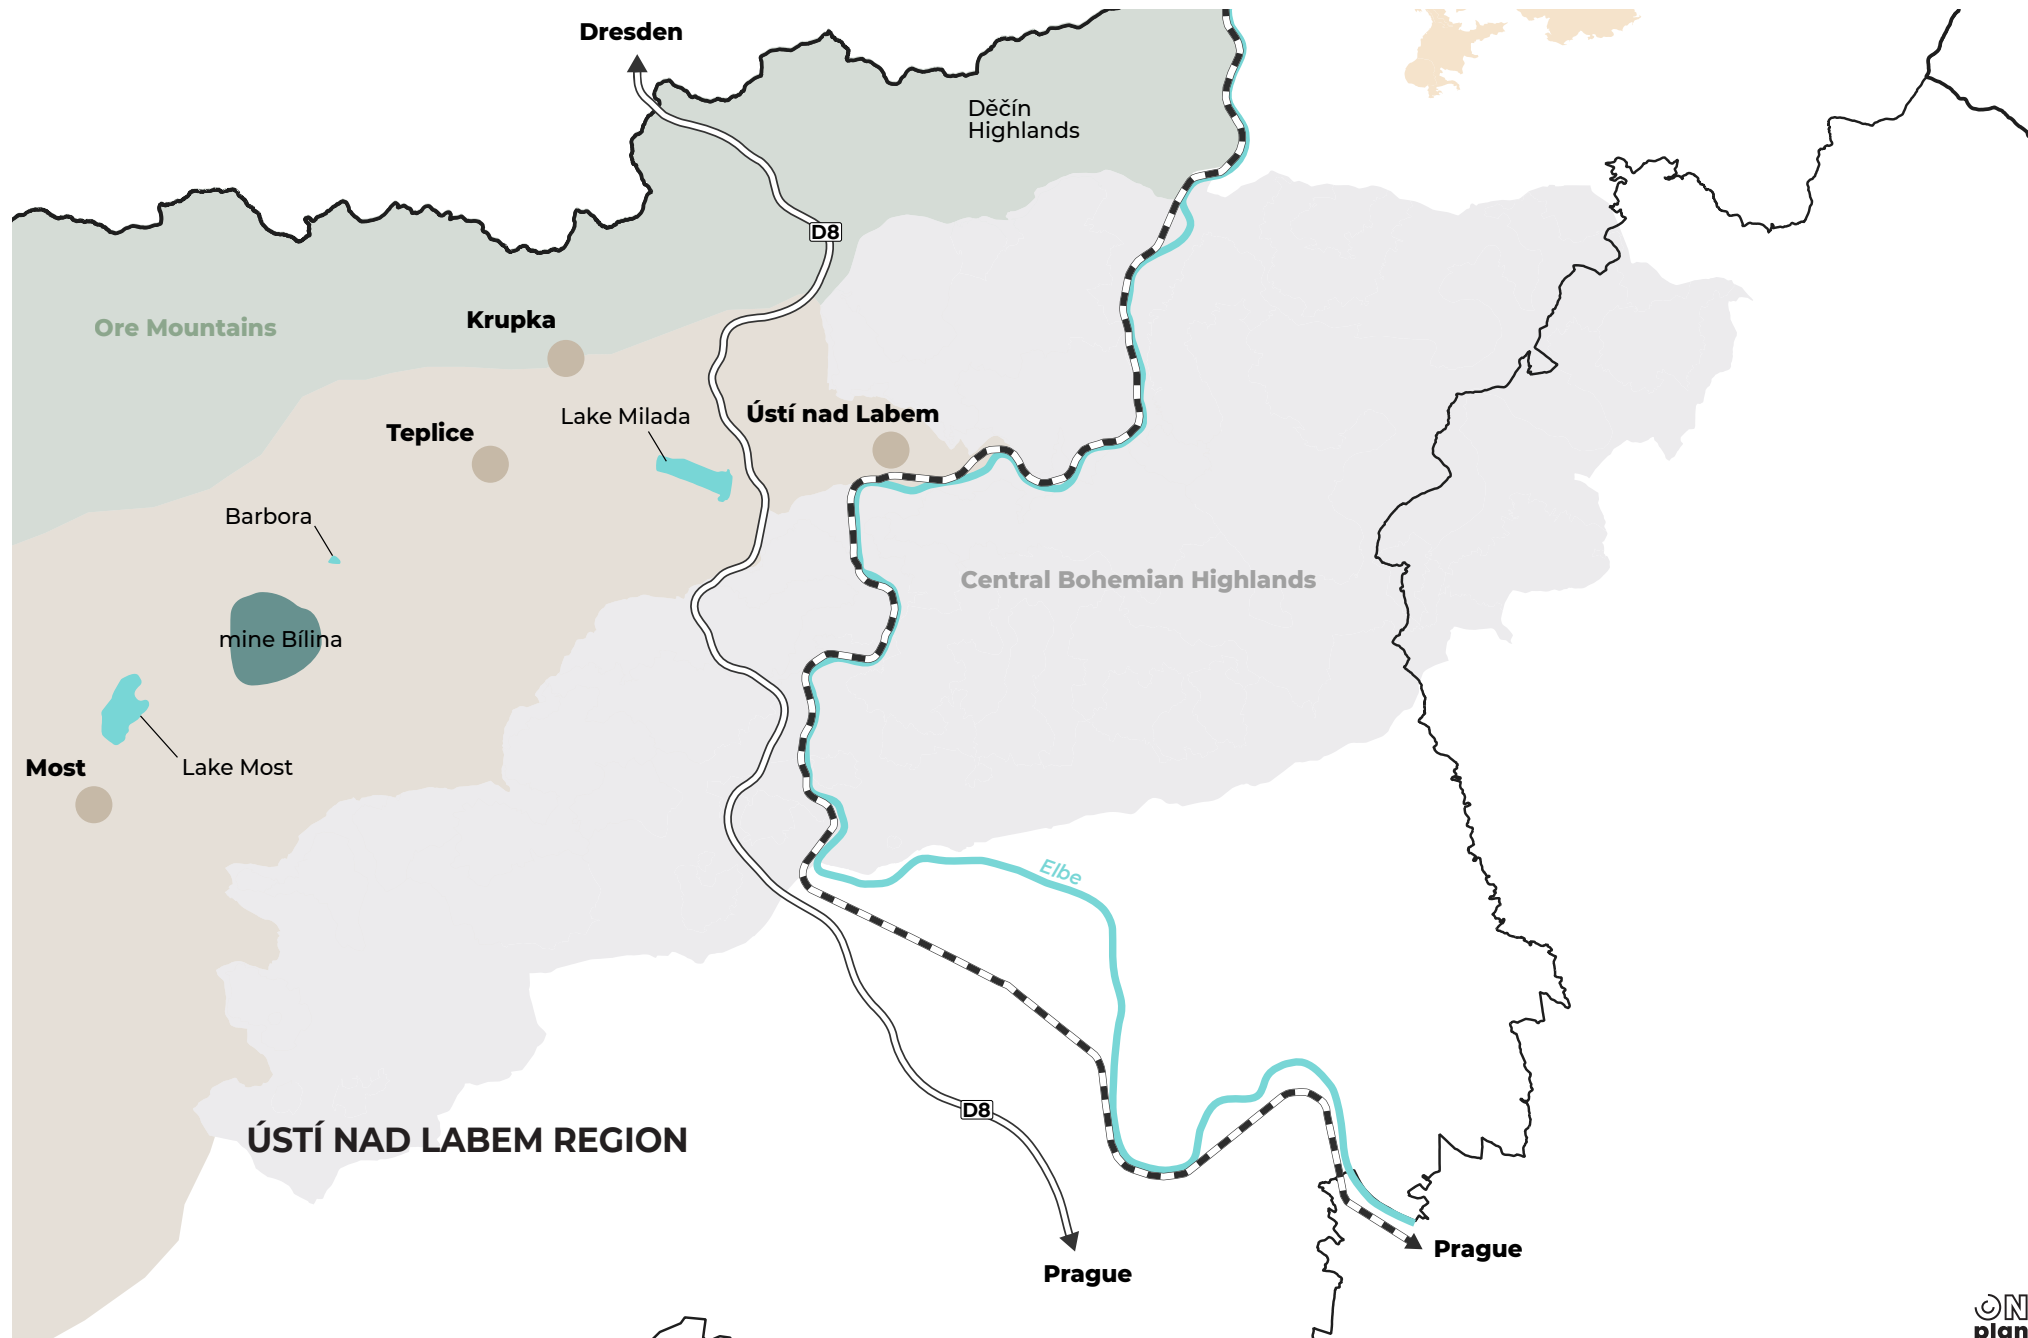 Dresden
Děčín
Highlands
D8
Ore Mountains
Krupka
Lake Milada
Ústí nad Labem
Teplice
Barbora
Central Bohemian Highlands
mine Bílina
Most
Lake Most
Elbe
D8
ÚSTÍ NAD LABEM REGION
Prague
Prague
ON
plan